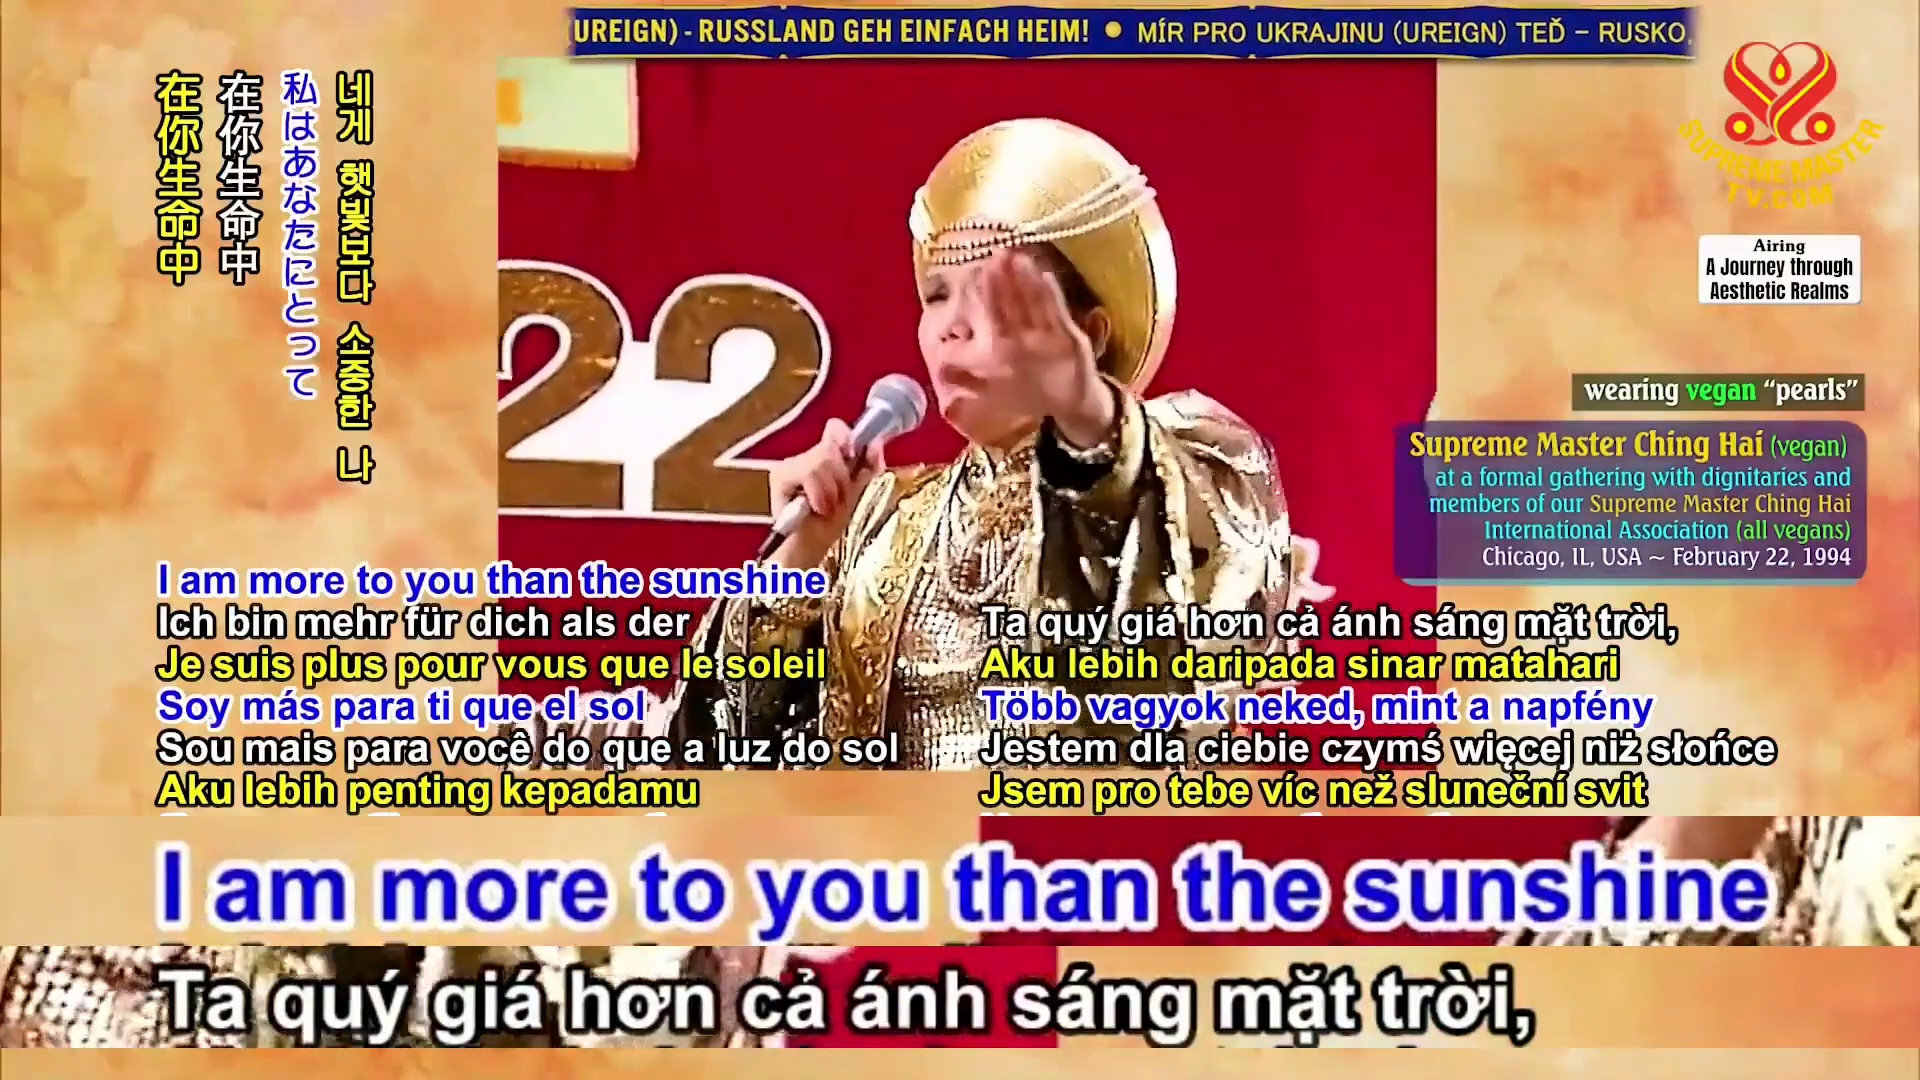 UREIGN) - RUSSLAND GEH EINFACH HEIM! • MÍR PRO UKRAJINU (UREIGN) TEĎ – RUSKO,
SUPREME MASTER
TV.COM
Airing
A Journey through
Aesthetic Realms
네게 햇빛보다 소중한 나
私はあなたにとって
在你生命中
在你生命中
22
wearing vegan “pearls”
Supreme Master Ching Hai (vegan)
at a formal gathering with dignitaries and
members of our Supreme Master Ching Hai
International Association (all vegans)
Chicago, IL, USA ~ February 22, 1994
I am more to you than the sunshine
Ich bin mehr für dich als der
Je suis plus pour vous que le soleil
Soy más para ti que el sol
Sou mais para você do que a luz do sol
Aku lebih penting kepadamu
Ta quý giá hơn cả ánh sáng mặt trời,
Aku lebih daripada sinar matahari
Több vagyok neked, mint a napfény
Jestem dla ciebie czymś więcej niż słońce
Jsem pro tebe víc než sluneční svit
I am more to you than the sunshine
Ta quý giá hơn cả ánh sáng mặt trời,